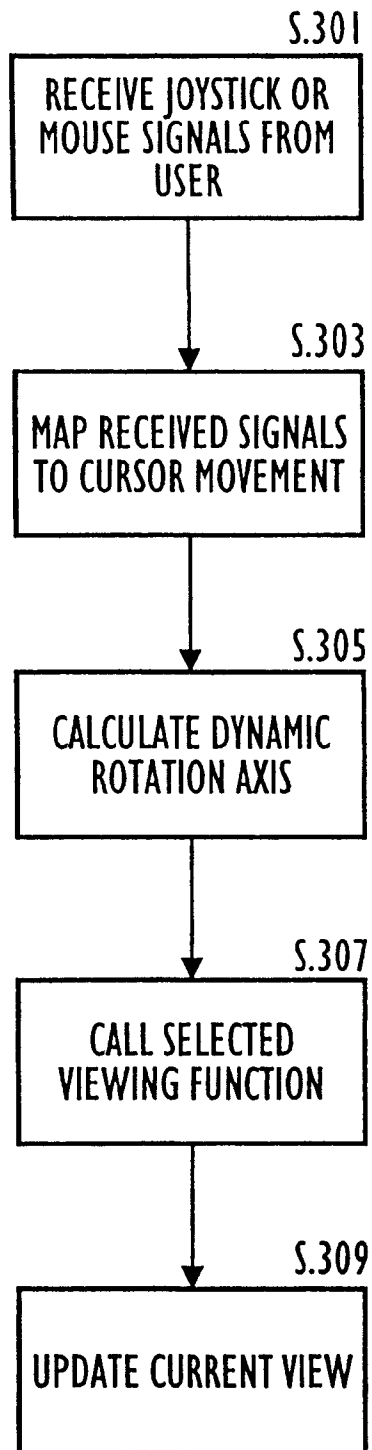 S.301
RECEIVE JOYSTICK OR
MOUSE SIGNALS FROM
USER
S.303
MAP RECEIVED SIGNALS
TO CURSOR MOVEMENT
S.305
CALCULATE DYNAMIC
ROTATION AXIS
S.307
CALL SELECTED
VIEWING FUNCTION
S.309
UPDATE CURRENT VIEW